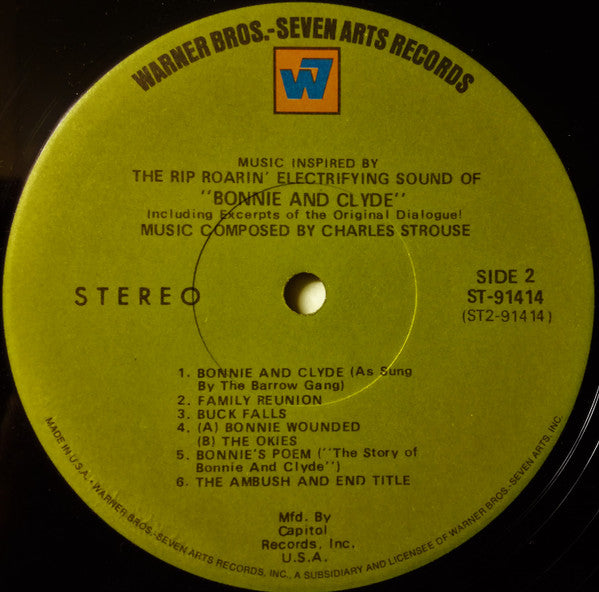 WARNER BROS.-SEVEN ARTS RECORDS
W7
MUSIC INSPIRED BY
THE RIP ROARIN' ELECTRIFYING SOUND OF
"BONNIE AND CLYDE"
Including Excerpts of the Original Dialogue!
MUSIC COMPOSED BY CHARLES STROUSE
STEREO
SIDE 2
ST-91414
(ST2-91414)
1. BONNIE AND CLYDE (As Sung
By The Barrow Gang)
2. FAMILY REUNION
3. BUCK FALLS
4. (A) BONNIE WOUNDED
(B) THE OKIES
5. BONNIE'S POEM ("The Story of
Bonnie And Clyde")
6. THE AMBUSH AND END TITLE
Mfd. By
Capitol
Records, Inc.
U.S.A.
MADE IN U.S.A. • WARNER BROS.-SEVEN ARTS RECORDS, INC., A SUBSIDIARY AND LICENSEE OF WARNER BROS.-SEVEN ARTS, INC.